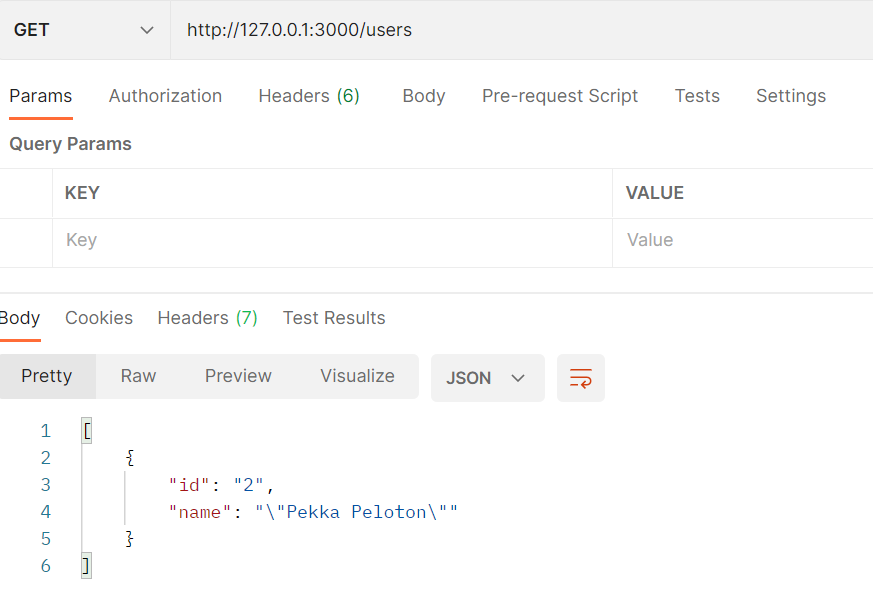 GET http://127.0.0.1:3000/users
Params Authorization Headers (6) Body Pre-request Script Tests Settings
Query Params
KEY VALUE
Key Value
Body Cookies Headers (7) Test Results
Pretty Raw Preview Visualize JSON
1 [
2 {
3 "id": "2",
4 "name": "\"Pekka Peloton\""
5 }
6 ]